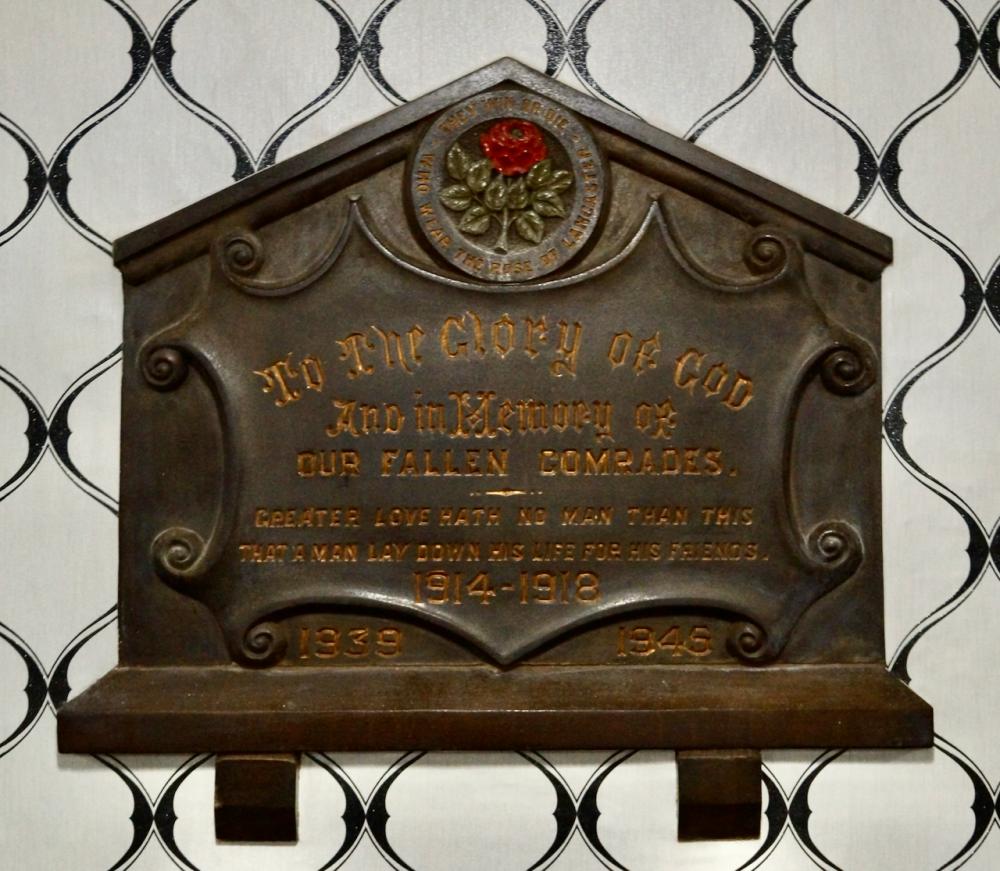 THEY WIN OR DIE · WHO WEAR THE ROSE OF LANCASTER ·
To The Glory of God
And in Memory of
OUR FALLEN COMRADES.
GREATER LOVE HATH NO MAN THAN THIS
THAT A MAN LAY DOWN HIS LIFE FOR HIS FRIENDS.
1914-1918
1939 1946